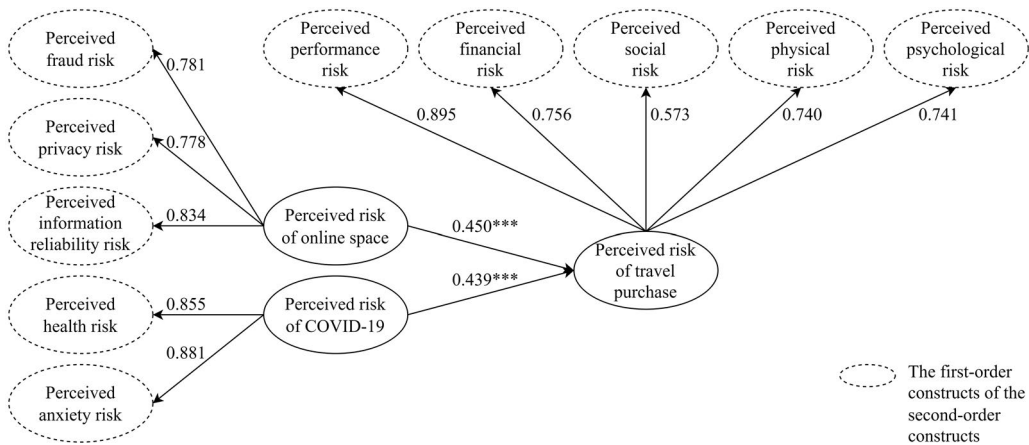 Perceived
fraud risk
Perceived
performance
risk
Perceived
financial
risk
Perceived
social
risk
Perceived
physical
risk
Perceived
psychological
risk
0.781
0.895
0.756
0.573
0.740
0.741
Perceived
privacy risk
0.778
Perceived
information
reliability risk
0.834
Perceived risk
of online space
0.450***
Perceived risk
of travel
purchase
0.439***
Perceived
health risk
0.855
Perceived risk
of COVID-19
0.881
Perceived
anxiety risk
The first-order
constructs of the
second-order
constructs